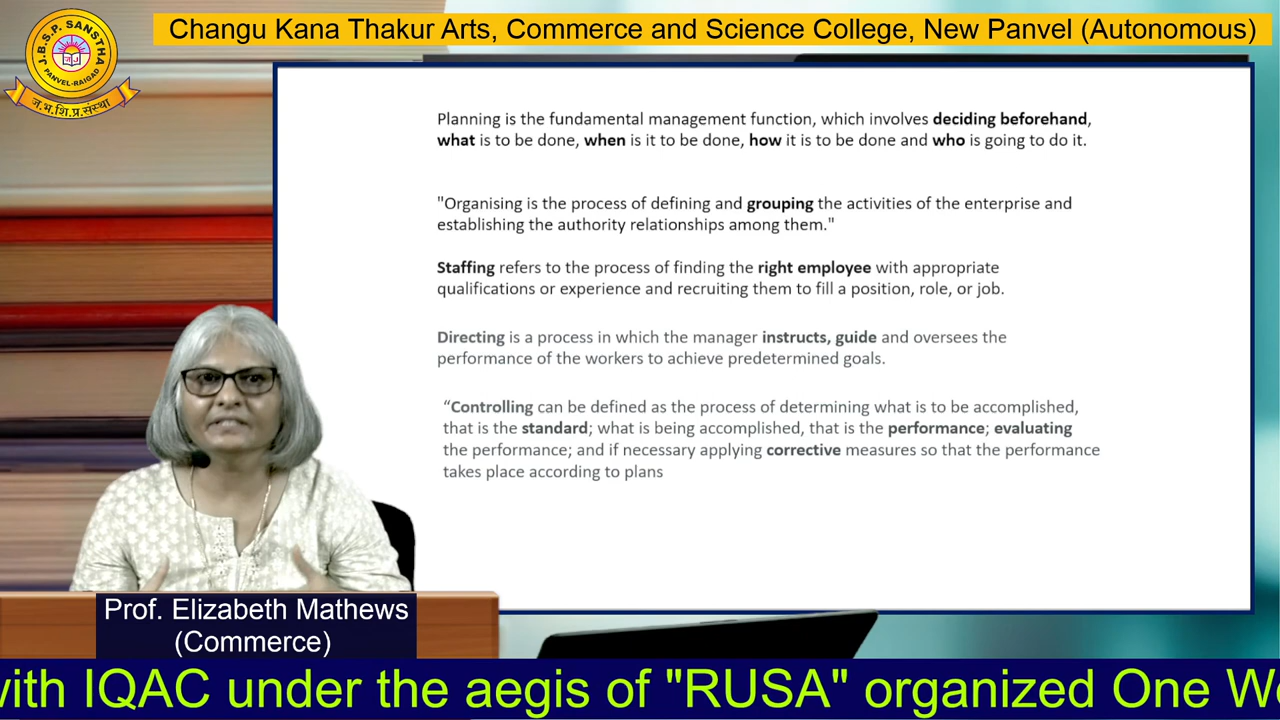 Changu Kana Thakur Arts, Commerce and Science College, New Panvel (Autonomous)
J.B.S.P. SANSTHA
PANVEL-RAIGAD
ज.भ.शि.प्र.संस्था
Planning is the fundamental management function, which involves deciding beforehand,
what is to be done, when is it to be done, how it is to be done and who is going to do it.
"Organising is the process of defining and grouping the activities of the enterprise and
establishing the authority relationships among them."
Staffing refers to the process of finding the right employee with appropriate
qualifications or experience and recruiting them to fill a position, role, or job.
Directing is a process in which the manager instructs, guide and oversees the
performance of the workers to achieve predetermined goals.
“Controlling can be defined as the process of determining what is to be accomplished,
that is the standard; what is being accomplished, that is the performance; evaluating
the performance; and if necessary applying corrective measures so that the performance
takes place according to plans
Prof. Elizabeth Mathews
(Commerce)
with IQAC under the aegis of "RUSA" organized One